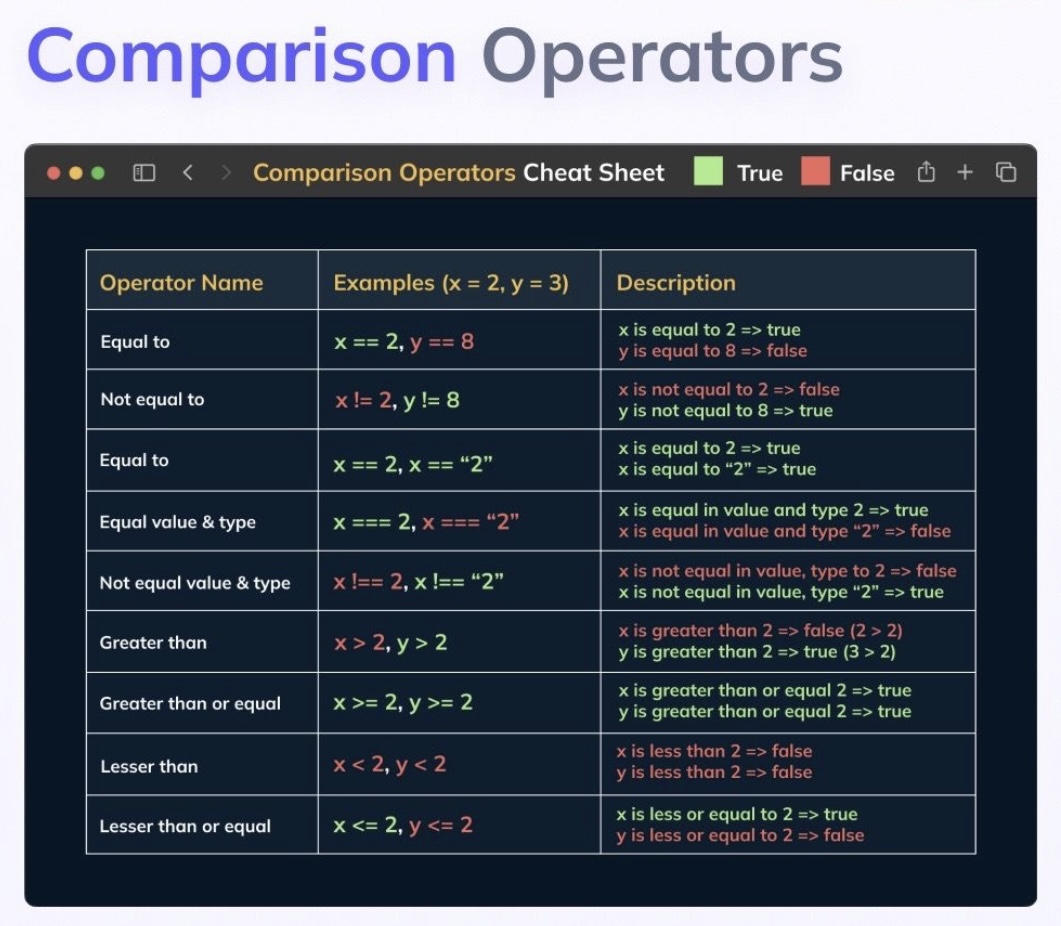 Comparison Operators
Comparison Operators Cheat Sheet True False
Operator Name Examples (x = 2, y = 3) Description
Equal to x == 2, y == 8 x is equal to 2 => true
y is equal to 8 => false
Not equal to x != 2, y != 8 x is not equal to 2 => false
y is not equal to 8 => true
Equal to x == 2, x == “2” x is equal to 2 => true
x is equal to “2” => true
Equal value & type x === 2, x === “2” x is equal in value and type 2 => true
x is equal in value and type “2” => false
Not equal value & type x !== 2, x !== “2” x is not equal in value, type to 2 => false
x is not equal in value, type “2” => true
Greater than x > 2, y > 2 x is greater than 2 => false (2 > 2)
y is greater than 2 => true (3 > 2)
Greater than or equal x >= 2, y >= 2 x is greater than or equal 2 => true
y is greater than or equal 2 => true
Lesser than x < 2, y < 2 x is less than 2 => false
y is less than 2 => false
Lesser than or equal x <= 2, y <= 2 x is less or equal to 2 => true
y is less or equal to 2 => false